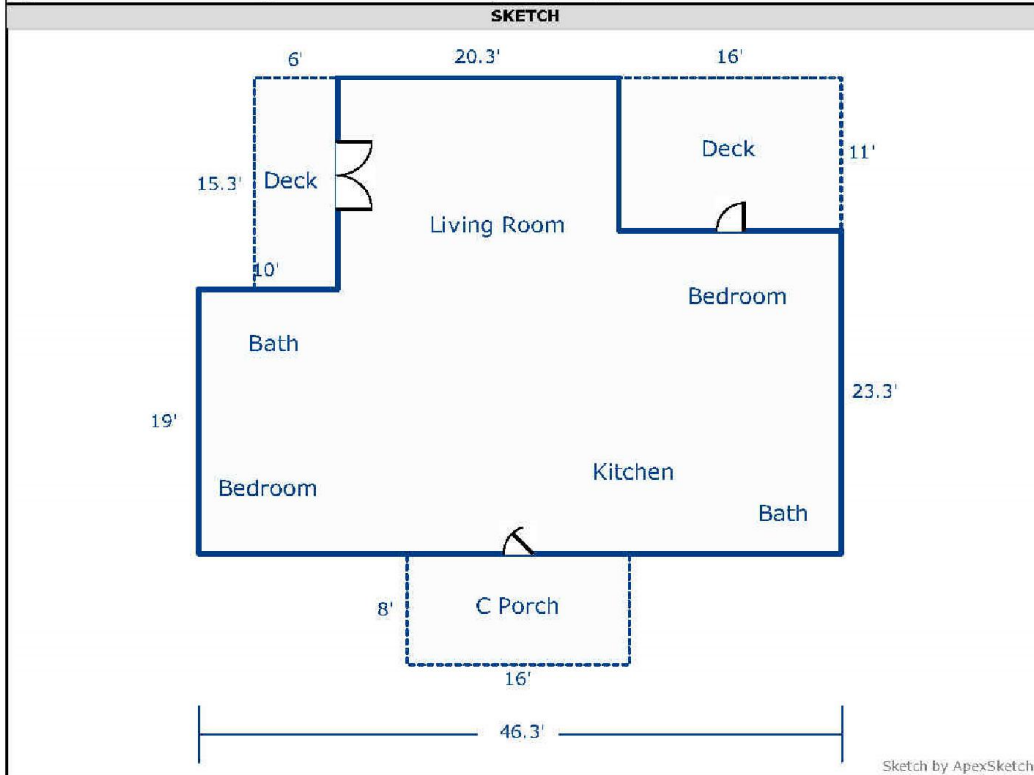 SKETCH
6' 20.3' 16'
Deck
11'
15.3' Deck
Living Room
10'
Bedroom
Bath
23.3'
19'
Kitchen
Bedroom
Bath
8' C Porch
16'
46.3'
Sketch by ApexSketch